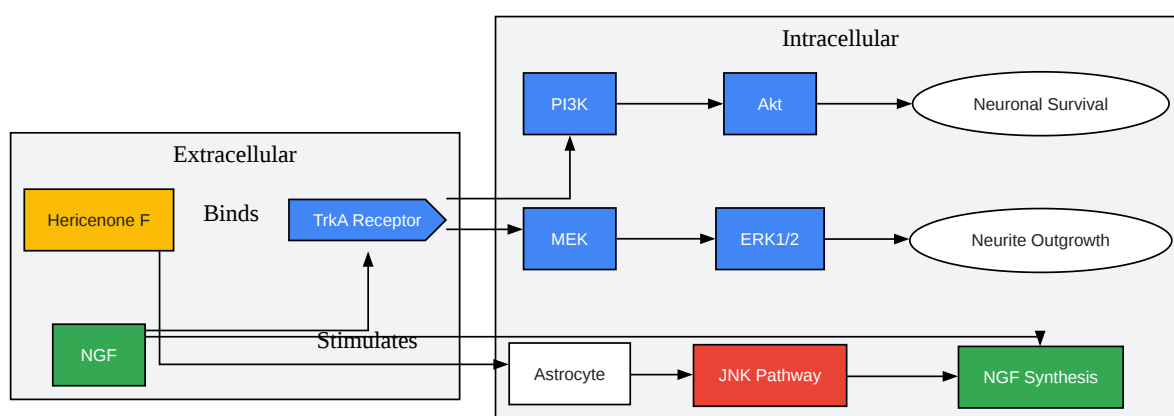 Intracellular
PI3K
Akt
Neuronal Survival
Extracellular
Hericenone F
Binds
TrkA Receptor
MEK
ERK1/2
Neurite Outgrowth
NGF
Stimulates
Astrocyte
JNK Pathway
NGF Synthesis